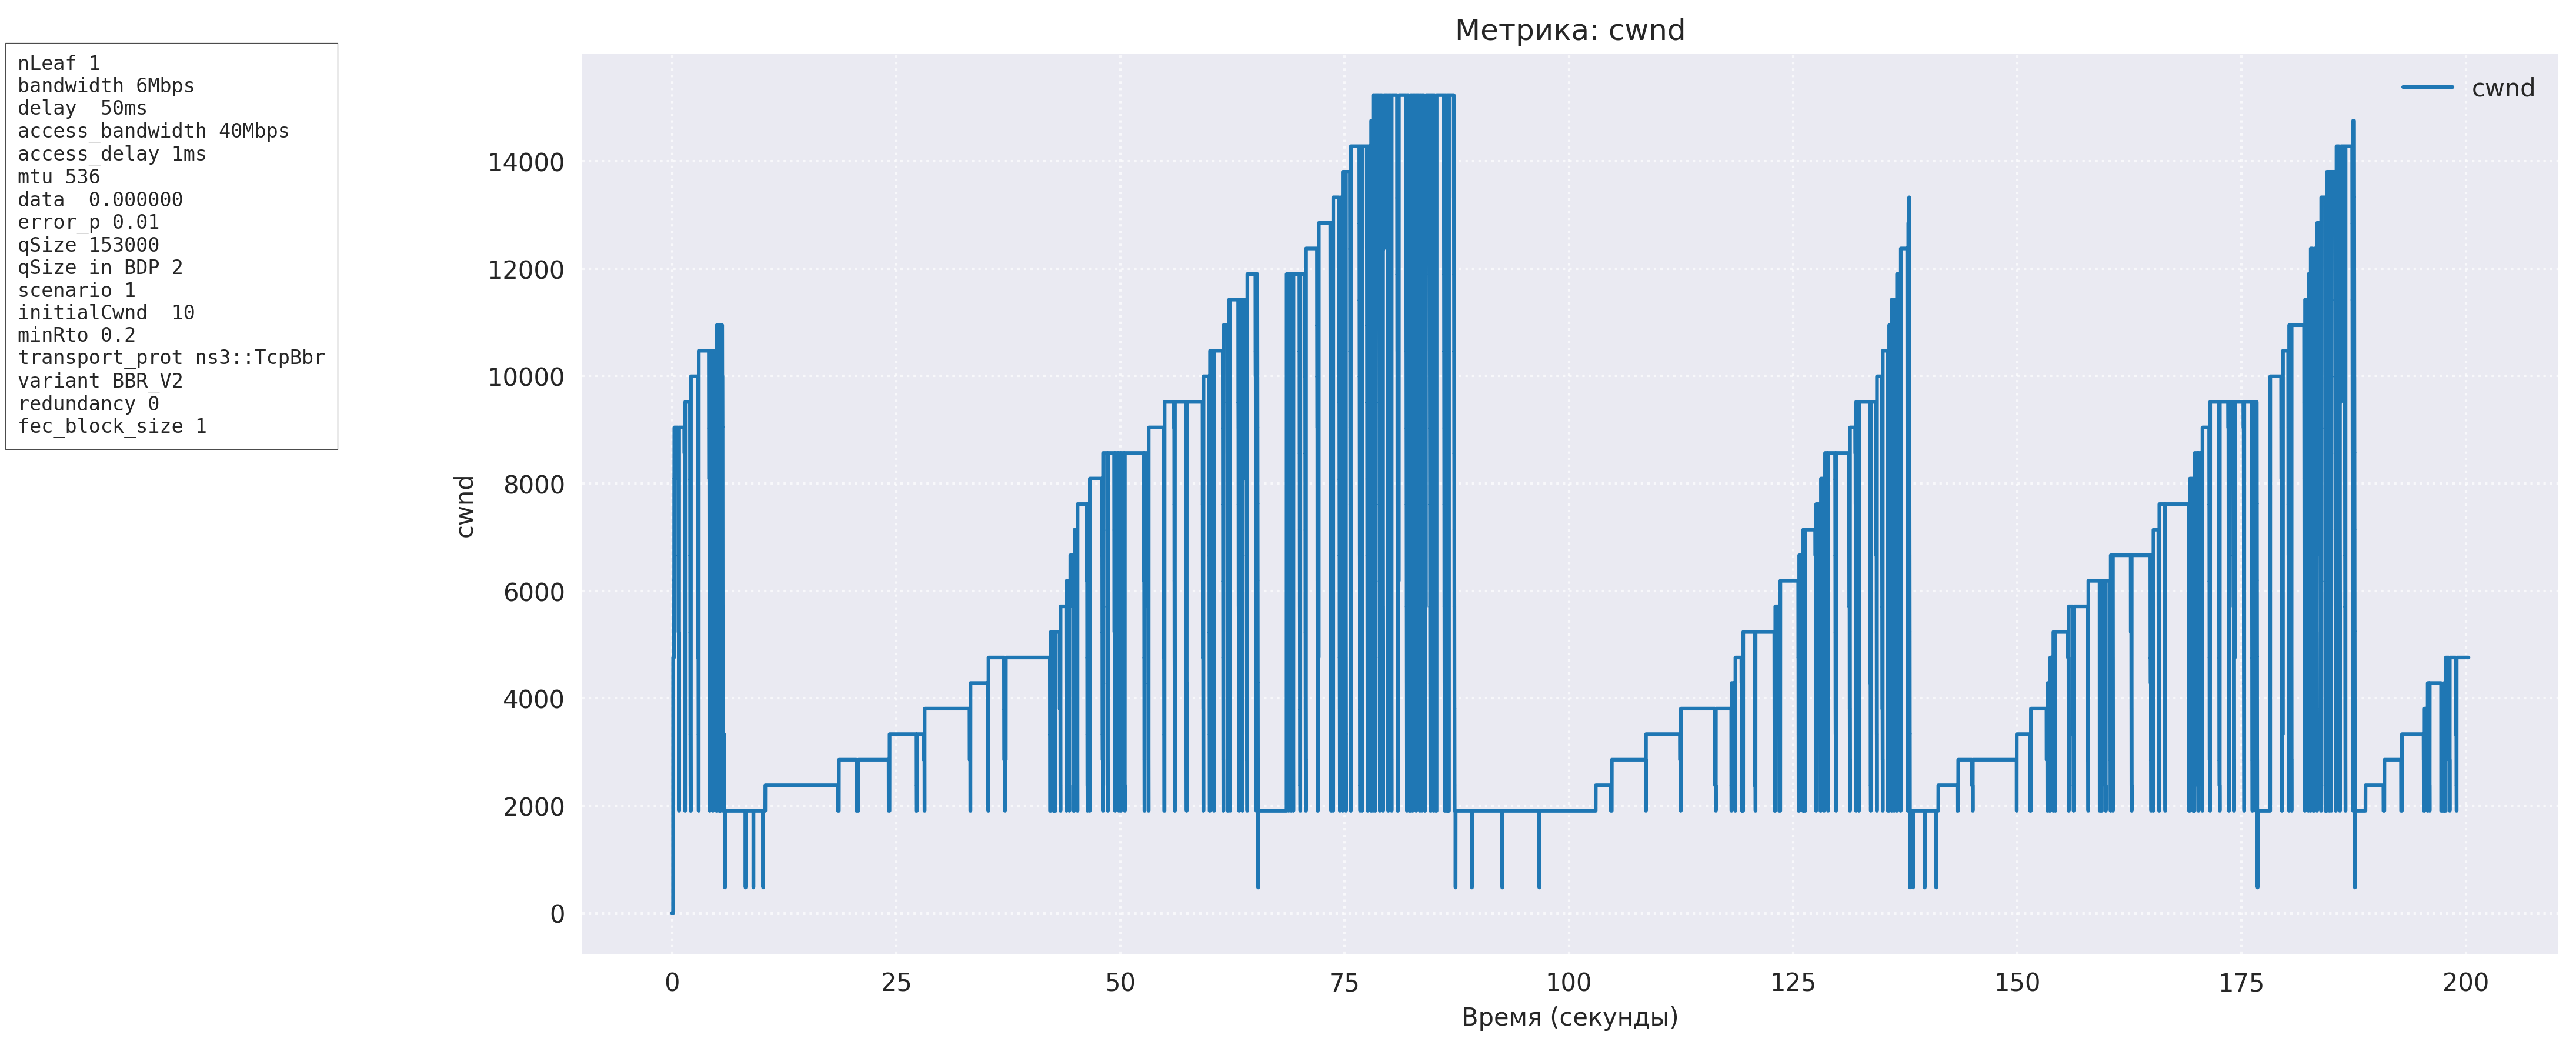 Метрика: cwnd
nLeaf 1
bandwidth 6Mbps
delay  50ms
access_bandwidth 40Mbps
access_delay 1ms
mtu 536
data  0.000000
error_p 0.01
qSize 153000
qSize in BDP 2
scenario 1
initialCwnd  10
minRto 0.2
transport_prot ns3::TcpBbr
variant BBR_V2
redundancy 0
fec_block_size 1
cwnd
cwnd
14000
12000
10000
8000
6000
4000
2000
0
0 25 50 75 100 125 150 175 200
Время (секунды)